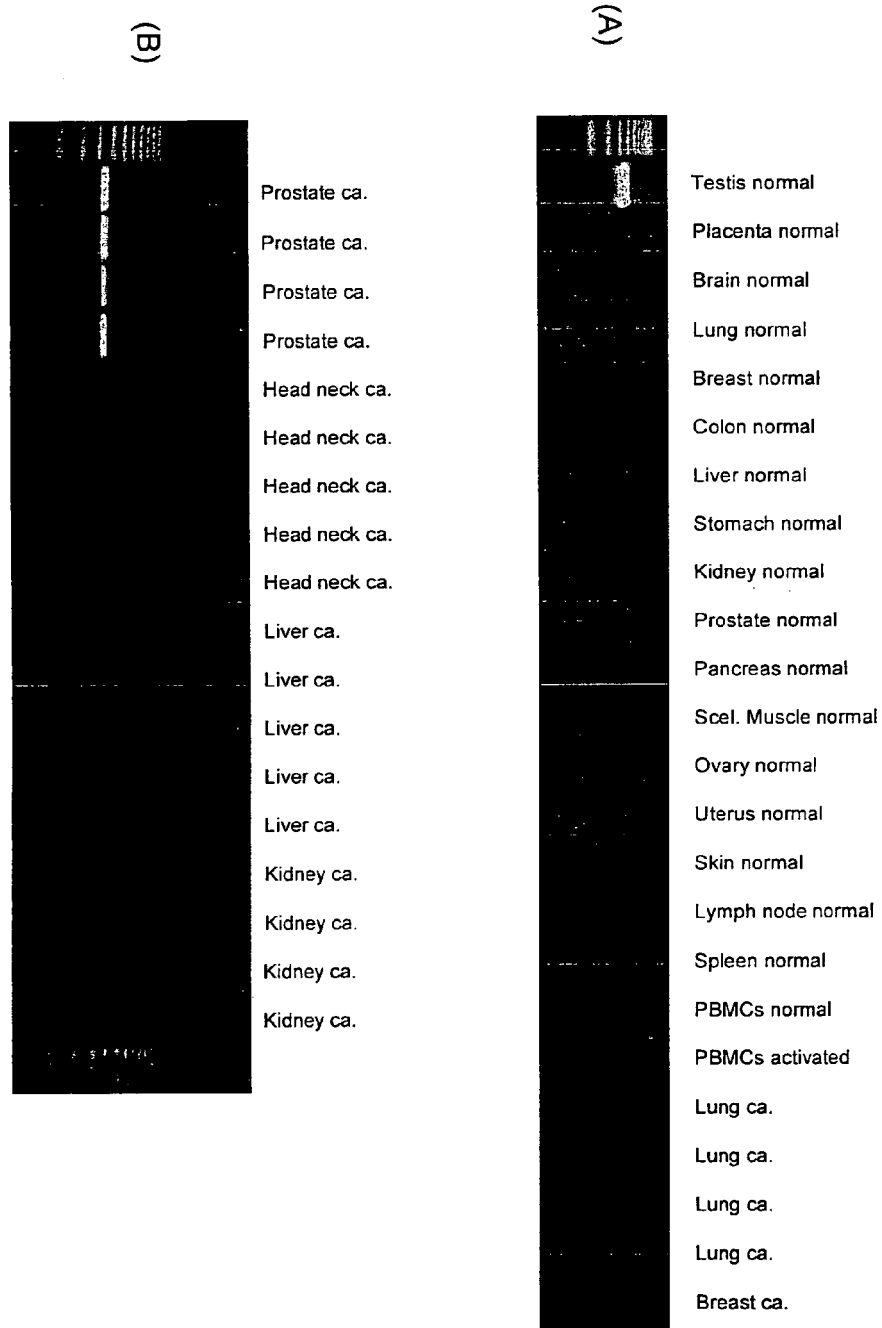 (A)
Testis normal
Placenta normal
Brain normal
Lung normal
Breast normal
Colon normal
Liver normal
Stomach normal
Kidney normal
Prostate normal
Pancreas normal
Scel. Muscle normal
Ovary normal
Uterus normal
Skin normal
Lymph node normal
Spleen normal
PBMCs normal
PBMCs activated
Lung ca.
Lung ca.
Lung ca.
Lung ca.
Breast ca.
(B)
Prostate ca.
Prostate ca.
Prostate ca.
Prostate ca.
Head neck ca.
Head neck ca.
Head neck ca.
Head neck ca.
Head neck ca.
Liver ca.
Liver ca.
Liver ca.
Liver ca.
Liver ca.
Kidney ca.
Kidney ca.
Kidney ca.
Kidney ca.